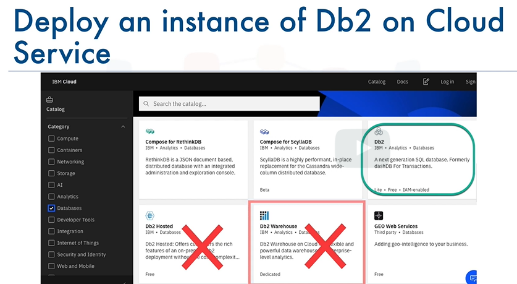 Deploy an instance of Db2 on Cloud
Service
IBM Cloud
Catalog
Docs
Log in
Sign
Catalog
Search the catalog...
Category
Compute
Containers
Networking
Storage
AI
Analytics
Databases
Developer Tools
Integration
Internet of Things
Security and Identity
Web and Mobile
Compose for RethinkDB
IBM • Analytics • Databases
RethinkDB is a JSON document based,
distributed database with an integrated
administration and exploration console.
Compose for ScyllaDB
IBM • Analytics • Databases
ScyllaDB is a highly performant, in-place
replacement for the Cassandra wide-
column distributed database.
Beta
Db2
IBM • Analytics • Databases
A next generation SQL database. Formerly
dashDB For Transactions.
Lite • Free • IAM-enabled
Db2 Hosted
IBM • Analytics • Databases
Db2 Hosted: Offers the rich
features of an on-pre Db2
deployment without complexit...
Free
Db2 Warehouse
IBM • Analytics • Databases
Db2 Warehouse on Cloud flexible and
powerful data warehouse enterprise-
level analytics.
Dedicated
GEO Web Services
Third party • Databases
Adding geo-intelligence to your business.
Free